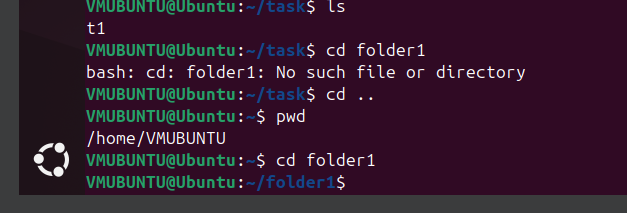 VMUBUNTU@Ubuntu:~/task$ ls
t1
VMUBUNTU@Ubuntu:~/task$ cd folder1
bash: cd: folder1: No such file or directory
VMUBUNTU@Ubuntu:~/task$ cd ..
VMUBUNTU@Ubuntu:~$ pwd
/home/VMUBUNTU
VMUBUNTU@Ubuntu:~$ cd folder1
VMUBUNTU@Ubuntu:~/folder1$